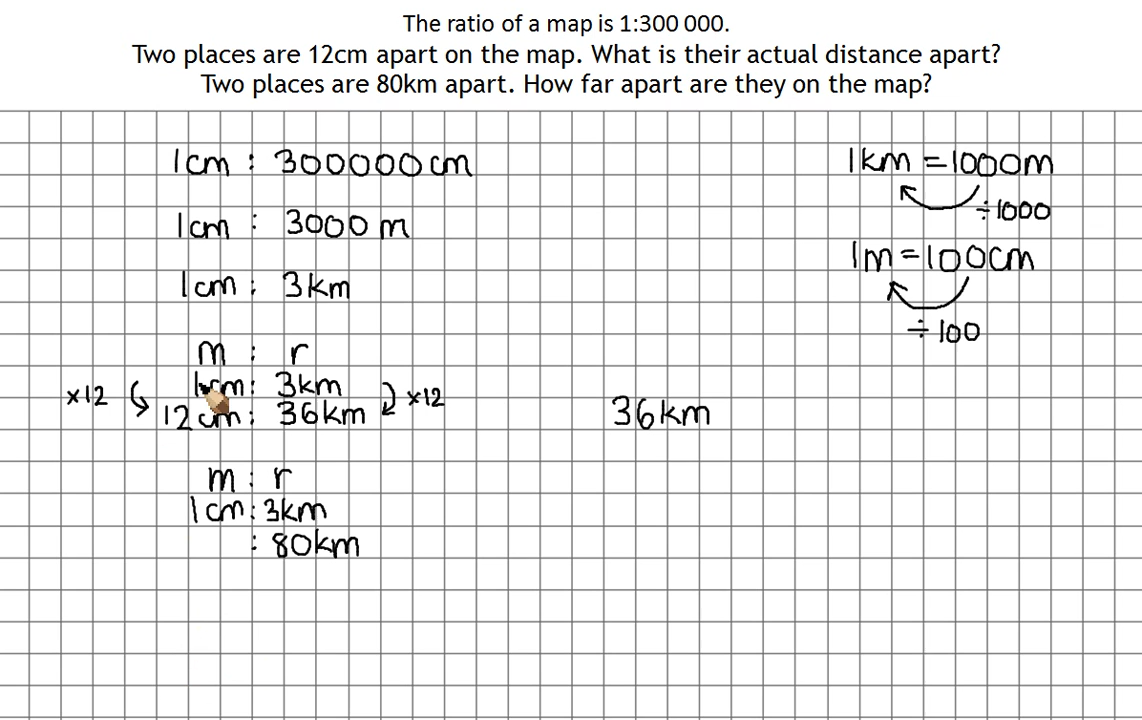 The ratio of a map is 1:300 000.
Two places are 12cm apart on the map. What is their actual distance apart?
Two places are 80km apart. How far apart are they on the map?
1cm : 300000cm
1cm : 3000 m
1cm : 3km
m : r
1cm : 3km
×12 12cm : 36km ×12
m : r
1cm : 3km
: 80km
36km
1km = 1000m
÷1000
1m = 100cm
÷100